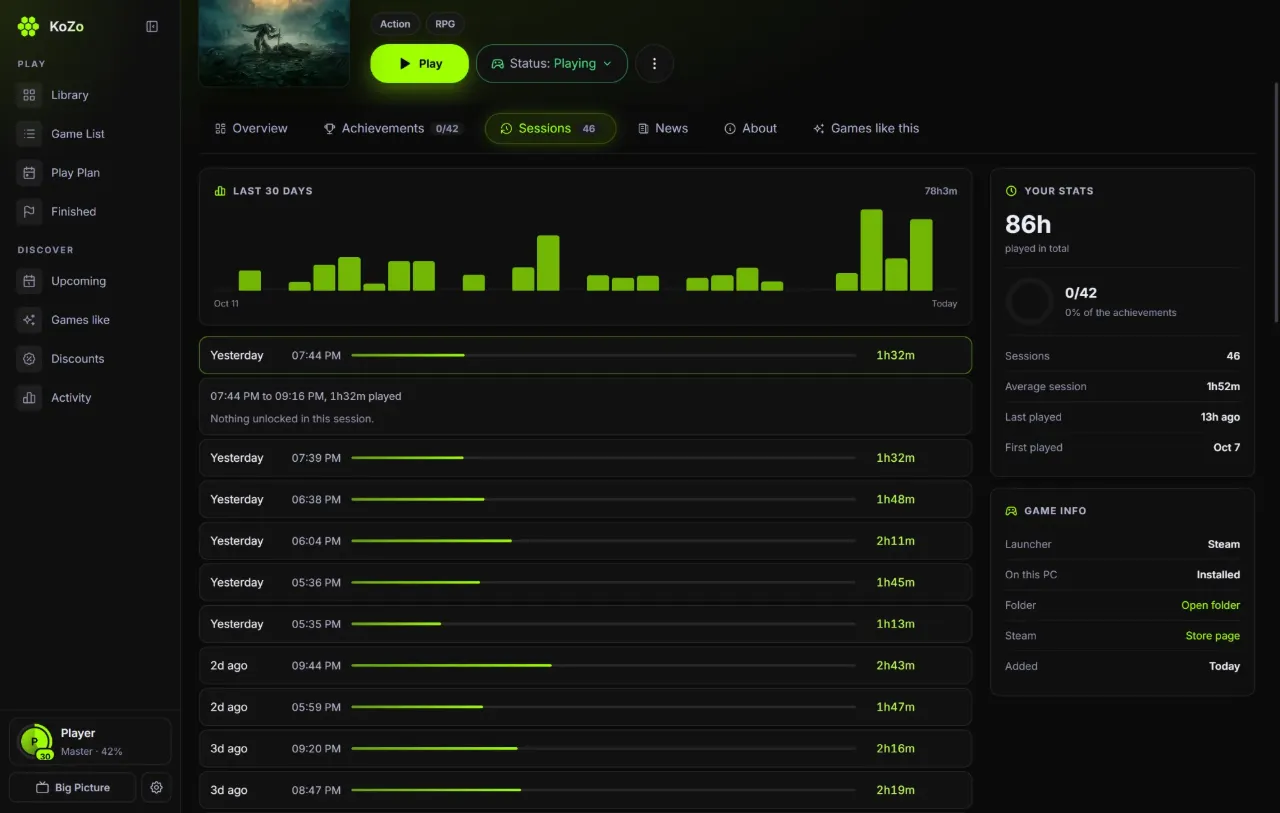 KoZo
PLAY
Library
Game List
Play Plan
Finished
DISCOVER
Upcoming
Games like
Discounts
Activity
P
30
Player
Master · 42%
Big Picture
Action RPG
Play
Status: Playing
Overview
Achievements 0/42
Sessions 46
News
About
Games like this
LAST 30 DAYS 78h3m
Oct 11 Today
Yesterday 07:44 PM 1h32m
07:44 PM to 09:16 PM, 1h32m played
Nothing unlocked in this session.
Yesterday 07:39 PM 1h32m
Yesterday 06:38 PM 1h48m
Yesterday 06:04 PM 2h11m
Yesterday 05:36 PM 1h45m
Yesterday 05:35 PM 1h13m
2d ago 09:44 PM 2h43m
2d ago 05:59 PM 1h47m
3d ago 09:20 PM 2h16m
3d ago 08:47 PM 2h19m
YOUR STATS
86h
played in total
0/42
0% of the achievements
Sessions 46
Average session 1h52m
Last played 13h ago
First played Oct 7
GAME INFO
Launcher Steam
On this PC Installed
Folder Open folder
Steam Store page
Added Today